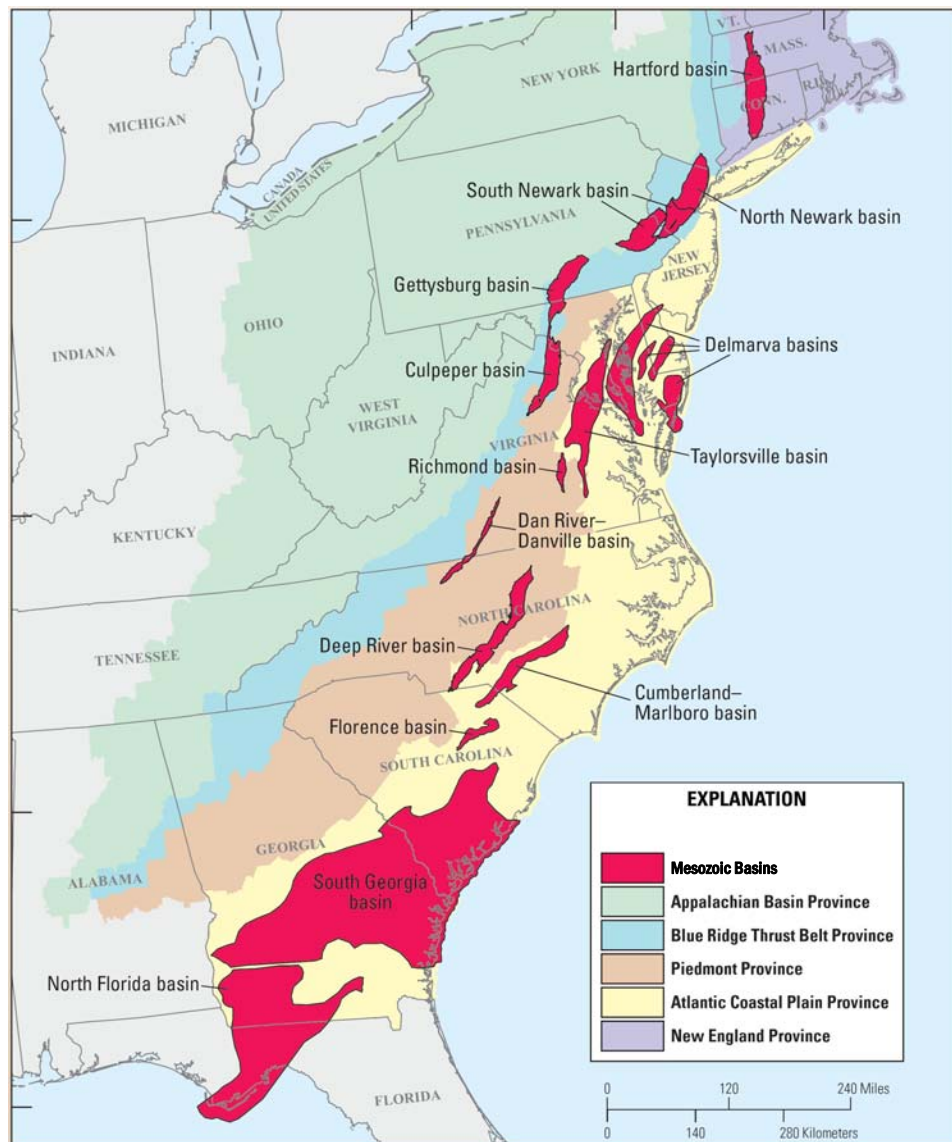 VT.
MASS.
Hartford basin
NEW YORK
R.I.
CONN.
MICHIGAN
CANADA
UNITED STATES
South Newark basin
PENNSYLVANIA
North Newark basin
NEW
JERSEY
Gettysburg basin
OHIO
INDIANA
Delmarva basins
Culpeper basin
WEST
VIRGINIA
VIRGINIA
Taylorsville basin
Richmond basin
Dan River–
Danville basin
KENTUCKY
NORTH CAROLINA
Deep River basin
TENNESSEE
Cumberland–
Marlboro basin
Florence basin
SOUTH CAROLINA
EXPLANATION
Mesozoic Basins
Appalachian Basin Province
Blue Ridge Thrust Belt Province
Piedmont Province
Atlantic Coastal Plain Province
New England Province
GEORGIA
ALABAMA
South Georgia
basin
North Florida basin
FLORIDA
0 120 240 Miles
0 140 280 Kilometers